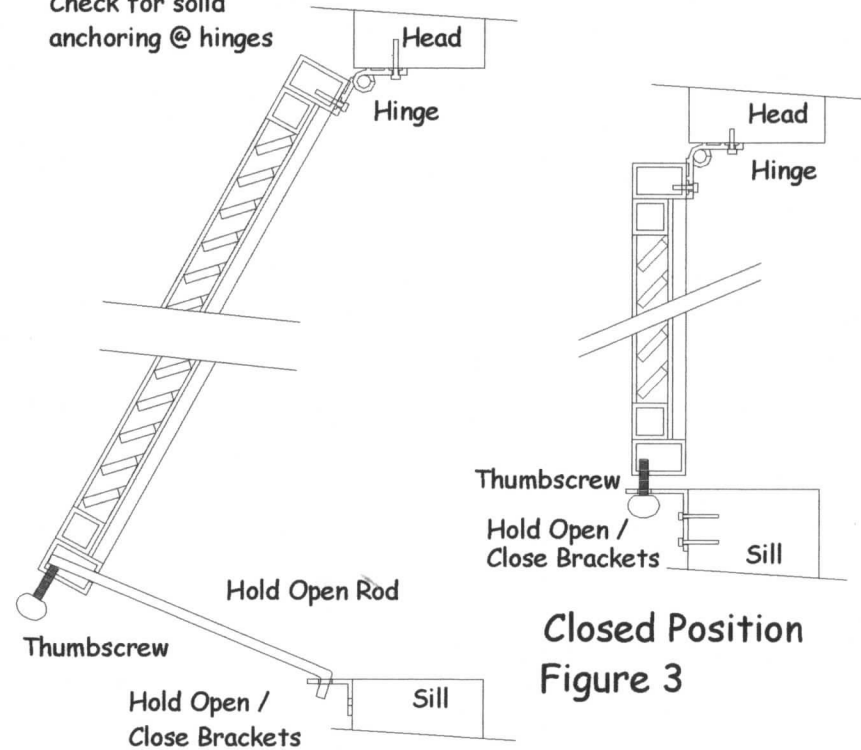 Check for solid
anchoring @ hinges
Head
Hinge
Hold Open Rod
Thumbscrew
Hold Open /
Close Brackets
Sill
Head
Hinge
Thumbscrew
Hold Open /
Close Brackets
Sill
Closed Position
Figure 3